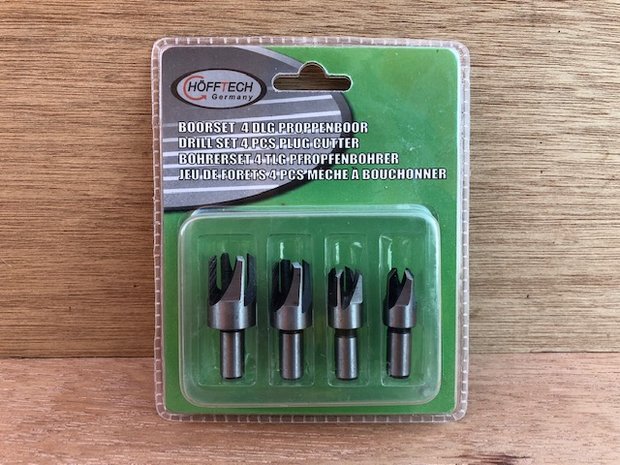 HÖFFTECH
Germany
BOORSET 4 DLG PROPPENBOOR
DRILL SET 4 PCS PLUG CUTTER
BOHRERSET 4 TLG PFROPFENBOHRER
JEU DE FORETS 4 PCS MECHE A BOUCHONNER